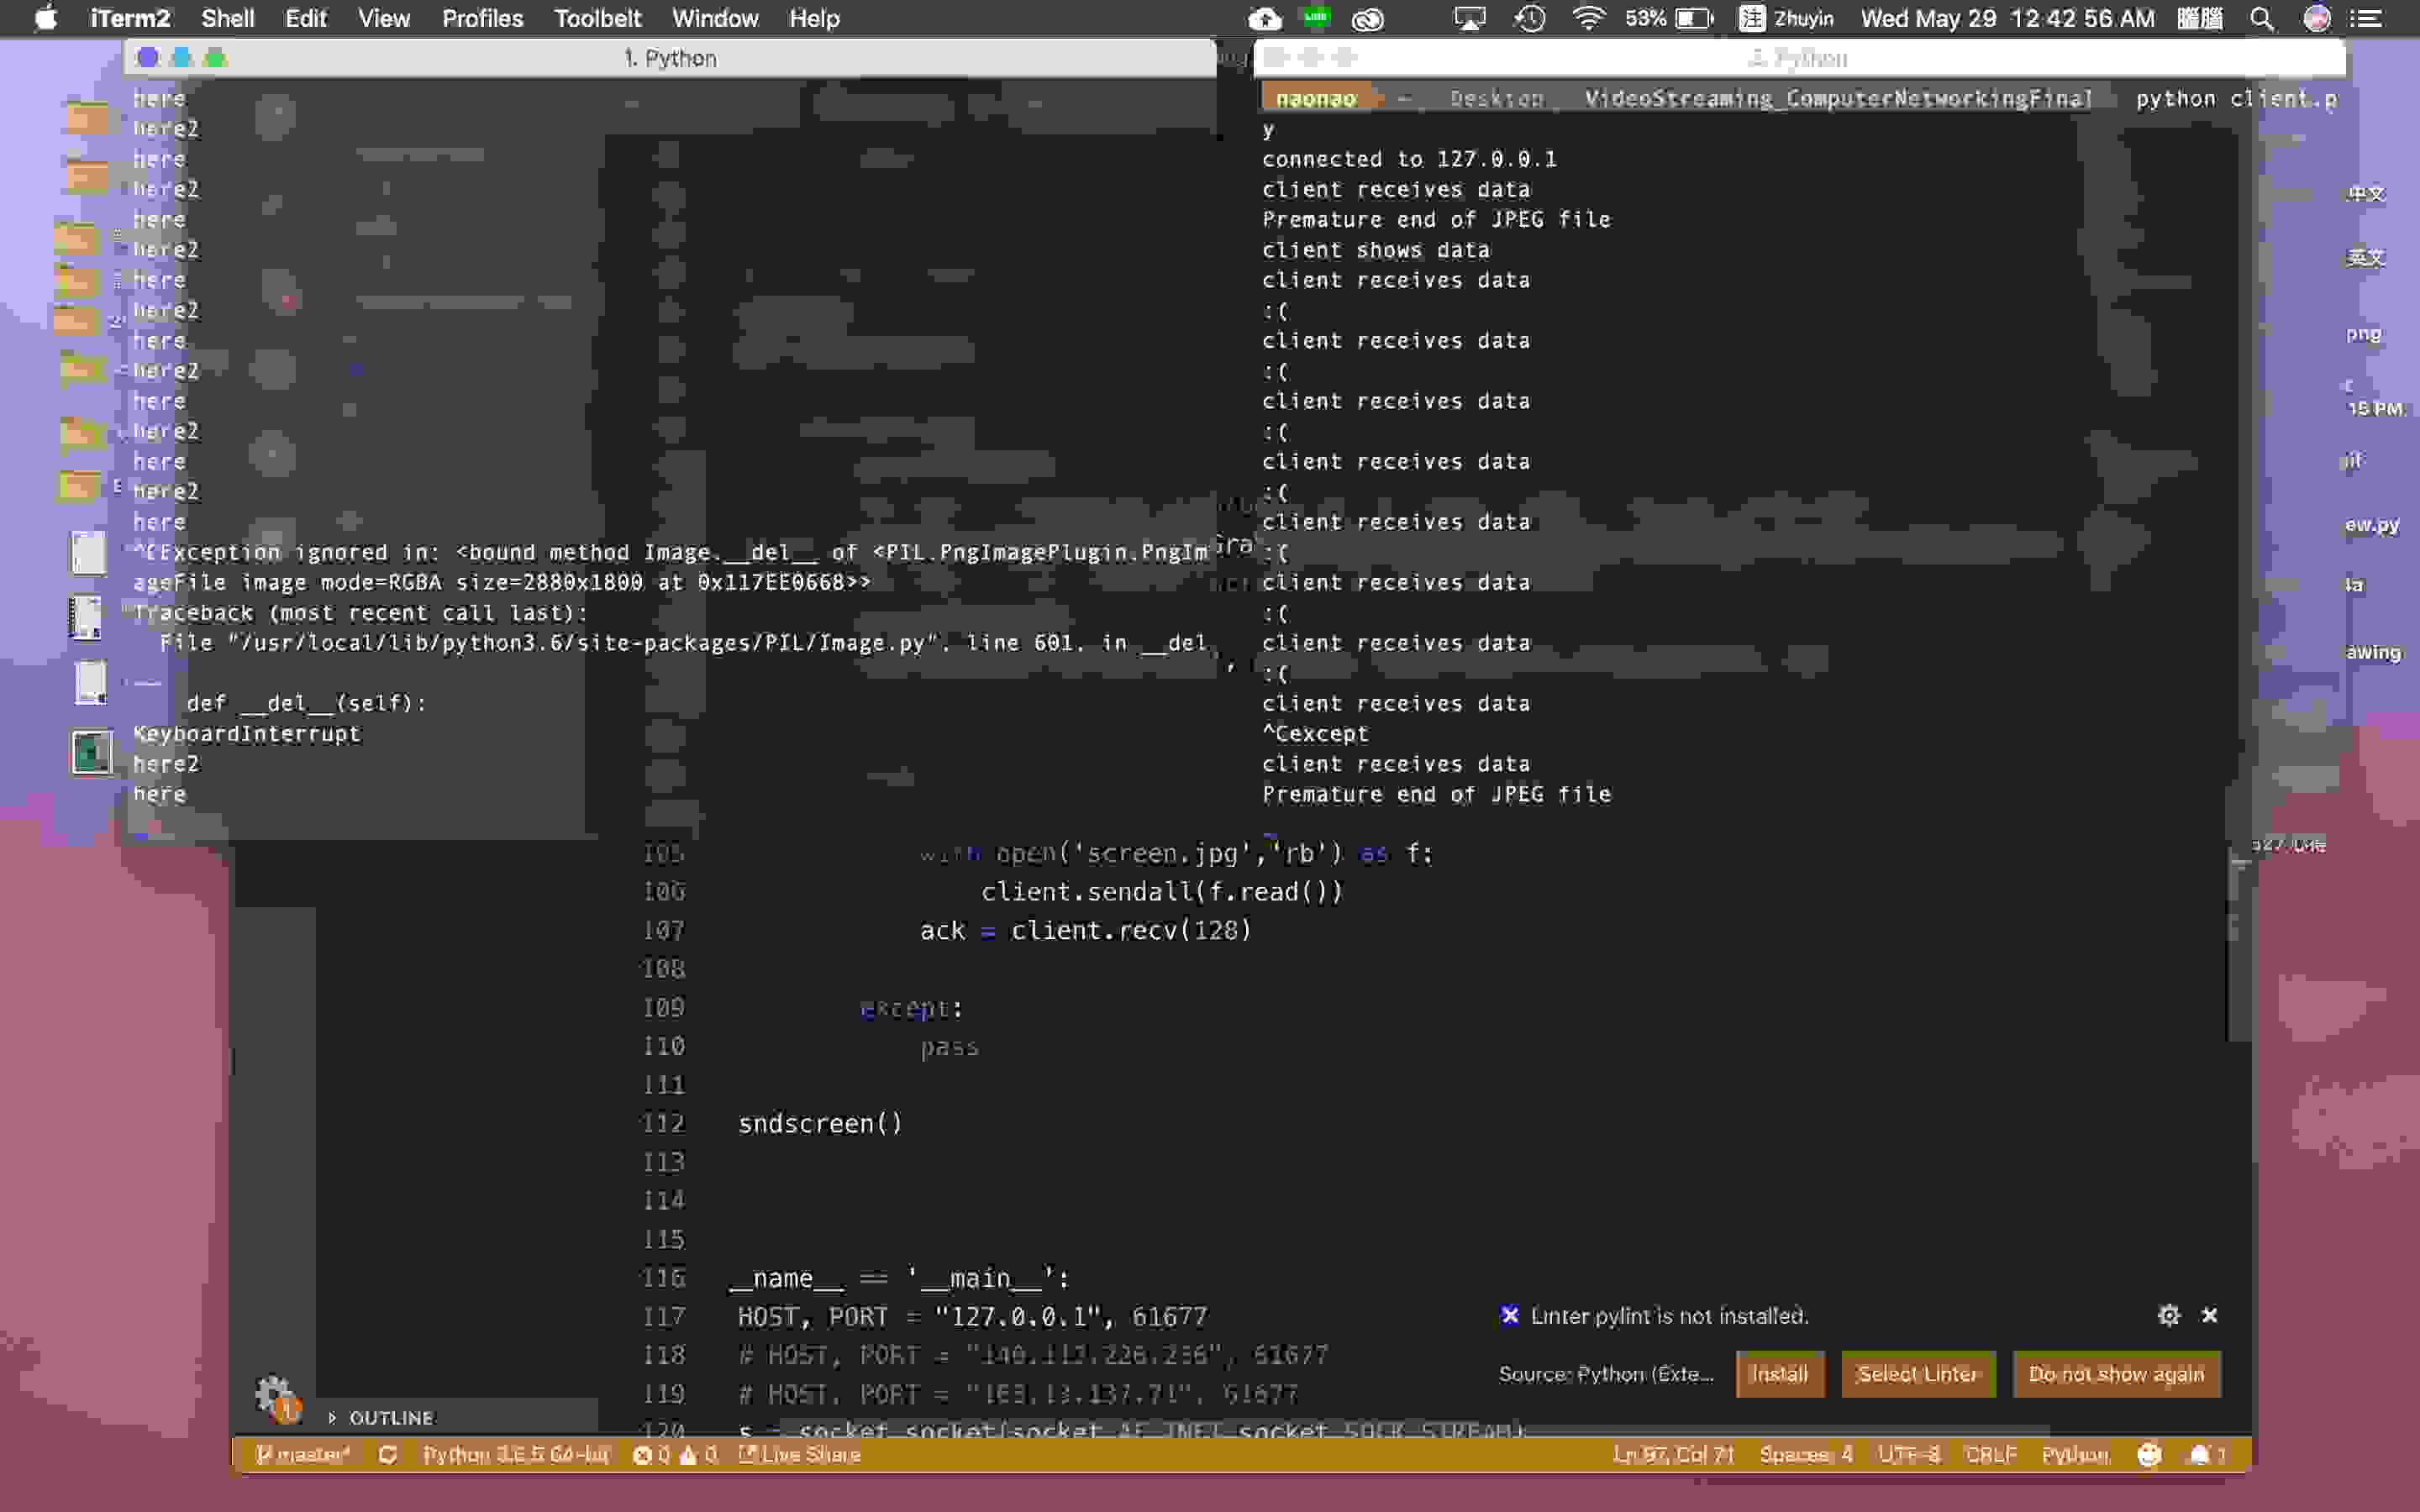 iTerm2 Shell Edit View Profiles Toolbelt Window Help 53% 注 Zhuyin Wed May 29 12 42 56 AM
1. Python
here
here2
here
here2
here
here2
here
here2
here
here2
here
here2
here
here2
here
^CException ignored in: <bound method Image.__del__ of <PIL.PngImagePlugin.PngIm
ageFile image mode=RGBA size=2880x1800 at 0x117EE0668>>
Traceback (most recent call last):
File "/usr/local/lib/python3.6/site-packages/PIL/Image.py", line 601, in __del
__
def __del__(self):
KeyboardInterrupt
here2
here
Python
naonao ~ Desktop VideoStreaming_ComputerNetworkingFinal python client.p
y
connected to 127.0.0.1
client receives data
Premature end of JPEG file
client shows data
client receives data
:(
client receives data
:(
client receives data
:(
client receives data
:(
client receives data
:(
client receives data
:(
client receives data
:(
client receives data
^Cexcept
client receives data
Premature end of JPEG file
中文
英文
png
15 PM
ew.py
awing
105 with open('screen.jpg','rb') as f:
106 client.sendall(f.read())
107 ack = client.recv(128)
108
109 except:
110 pass
111
112 sndscreen()
113
114
115
116 __name__ == '__main__':
117 HOST, PORT = "127.0.0.1", 61677
118 # HOST, PORT = 61677
119 # HOST, PORT = 61677
120 s = socket.socket(socket.AF_INET, socket.SOCK_STREAM)
Linter pylint is not installed.
Source: Python (Exte... Install Select Linter Do not show again
OUTLINE
master* Python 3.6.5 64-bit 0 0 Live Share Ln 97, Col 71 Spaces: 4 UTF-8 CRLF Python 1